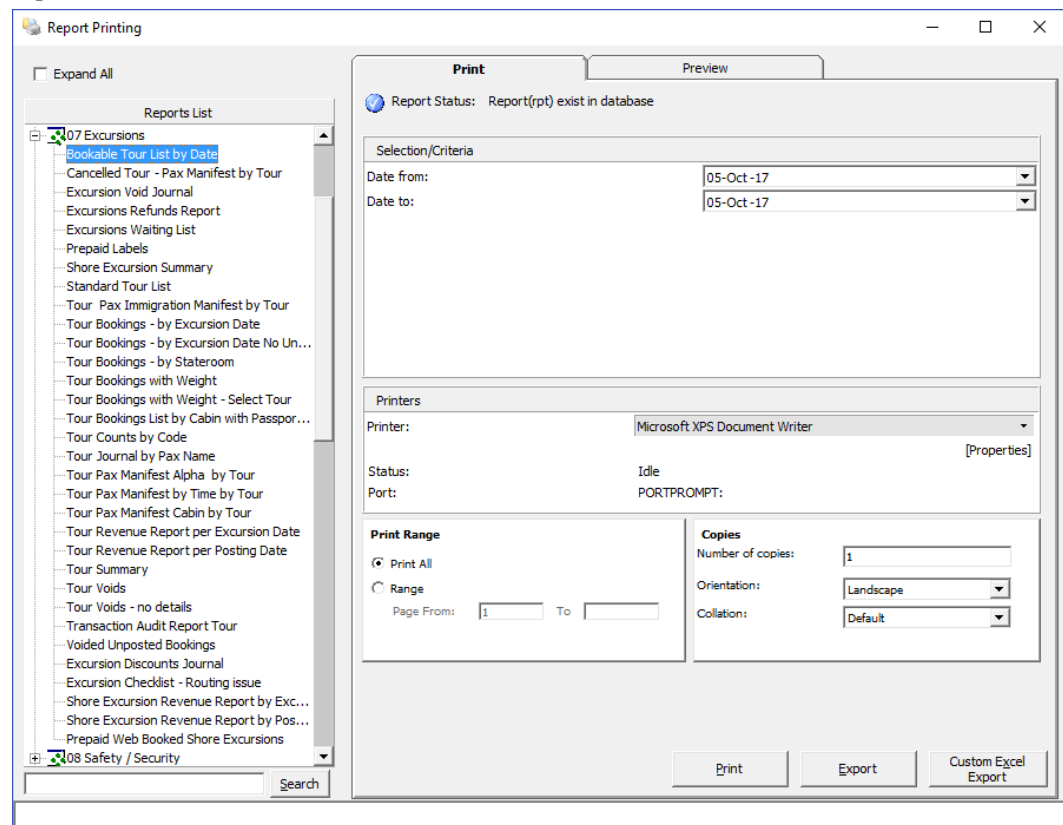 Report Printing
Expand All
Reports List
07 Excursions
Bookable Tour List by Date
Cancelled Tour - Pax Manifest by Tour
Excursion Void Journal
Excursions Refunds Report
Excursions Waiting List
Prepaid Labels
Shore Excursion Summary
Standard Tour List
Tour  Pax Immigration Manifest by Tour
Tour Bookings - by Excursion Date
Tour Bookings - by Excursion Date No Un...
Tour Bookings - by Stateroom
Tour Bookings with Weight
Tour Bookings with Weight - Select Tour
Tour Bookings List by Cabin with Passpor...
Tour Counts by Code
Tour Journal by Pax Name
Tour Pax Manifest Alpha  by Tour
Tour Pax Manifest by Time by Tour
Tour Pax Manifest Cabin by Tour
Tour Revenue Report per Excursion Date
Tour Revenue Report per Posting Date
Tour Summary
Tour Voids
Tour Voids - no details
Transaction Audit Report Tour
Voided Unposted Bookings
Excursion Discounts Journal
Excursion Checklist - Routing issue
Shore Excursion Revenue Report by Exc...
Shore Excursion Revenue Report by Pos...
Prepaid Web Booked Shore Excursions
08 Safety / Security
Search
Print Preview
Report Status: Report(rpt) exist in database
Selection/Criteria
Date from: 05-Oct -17
Date to: 05-Oct -17
Printers
Printer: Microsoft XPS Document Writer
[Properties]
Status: Idle
Port: PORTPROMPT:
Print Range
Print All
Range
Page From: 1 To
Copies
Number of copies: 1
Orientation: Landscape
Collation: Default
Print Export Custom Excel
Export